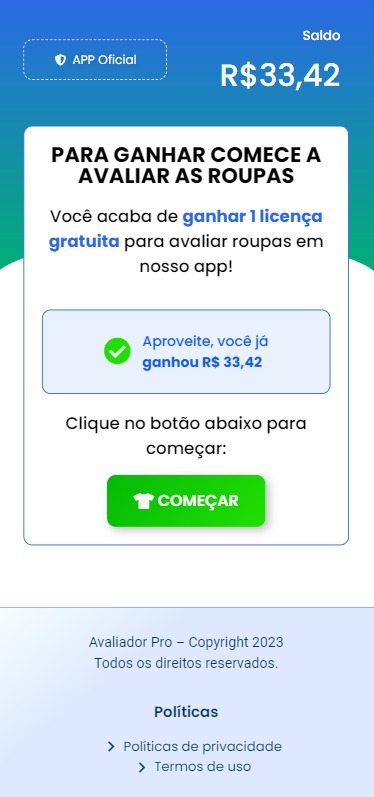 Saldo
APP Oficial
R$33,42
PARA GANHAR COMECE A
AVALIAR AS ROUPAS
Você acaba de ganhar 1 licença
gratuita para avaliar roupas em
nosso app!
Aproveite, você já
ganhou R$ 33,42
Clique no botão abaixo para
começar:
COMEÇAR
Avaliador Pro – Copyright 2023
Todos os direitos reservados.
Políticas
Políticas de privacidade
Termos de uso